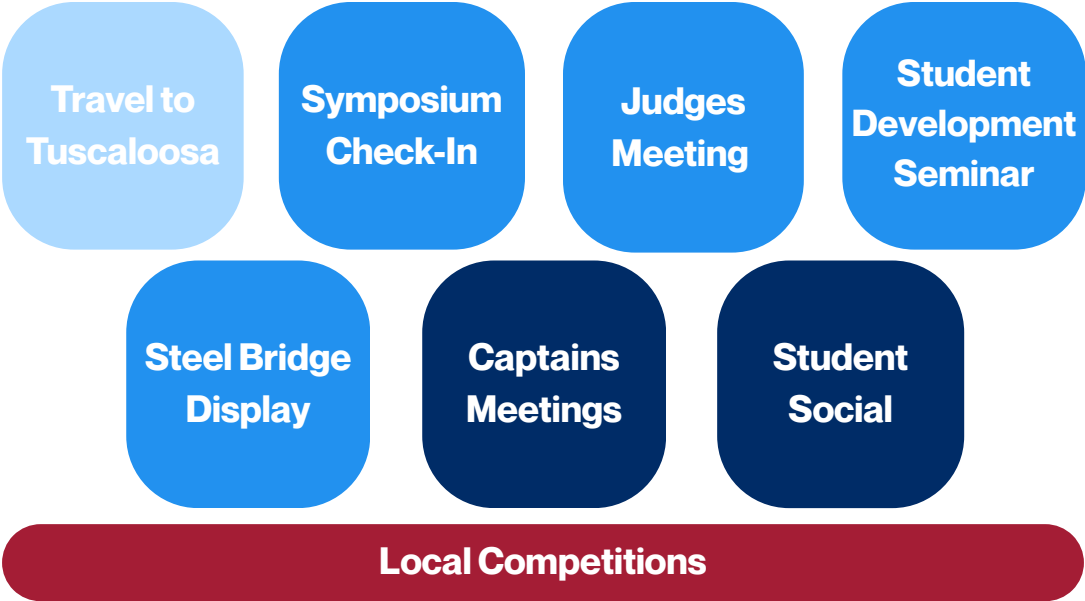 Travel to
Tuscaloosa
Symposium
Check-In
Judges
Meeting
Student
Development
Seminar
Steel Bridge
Display
Captains
Meetings
Student
Social
Local Competitions